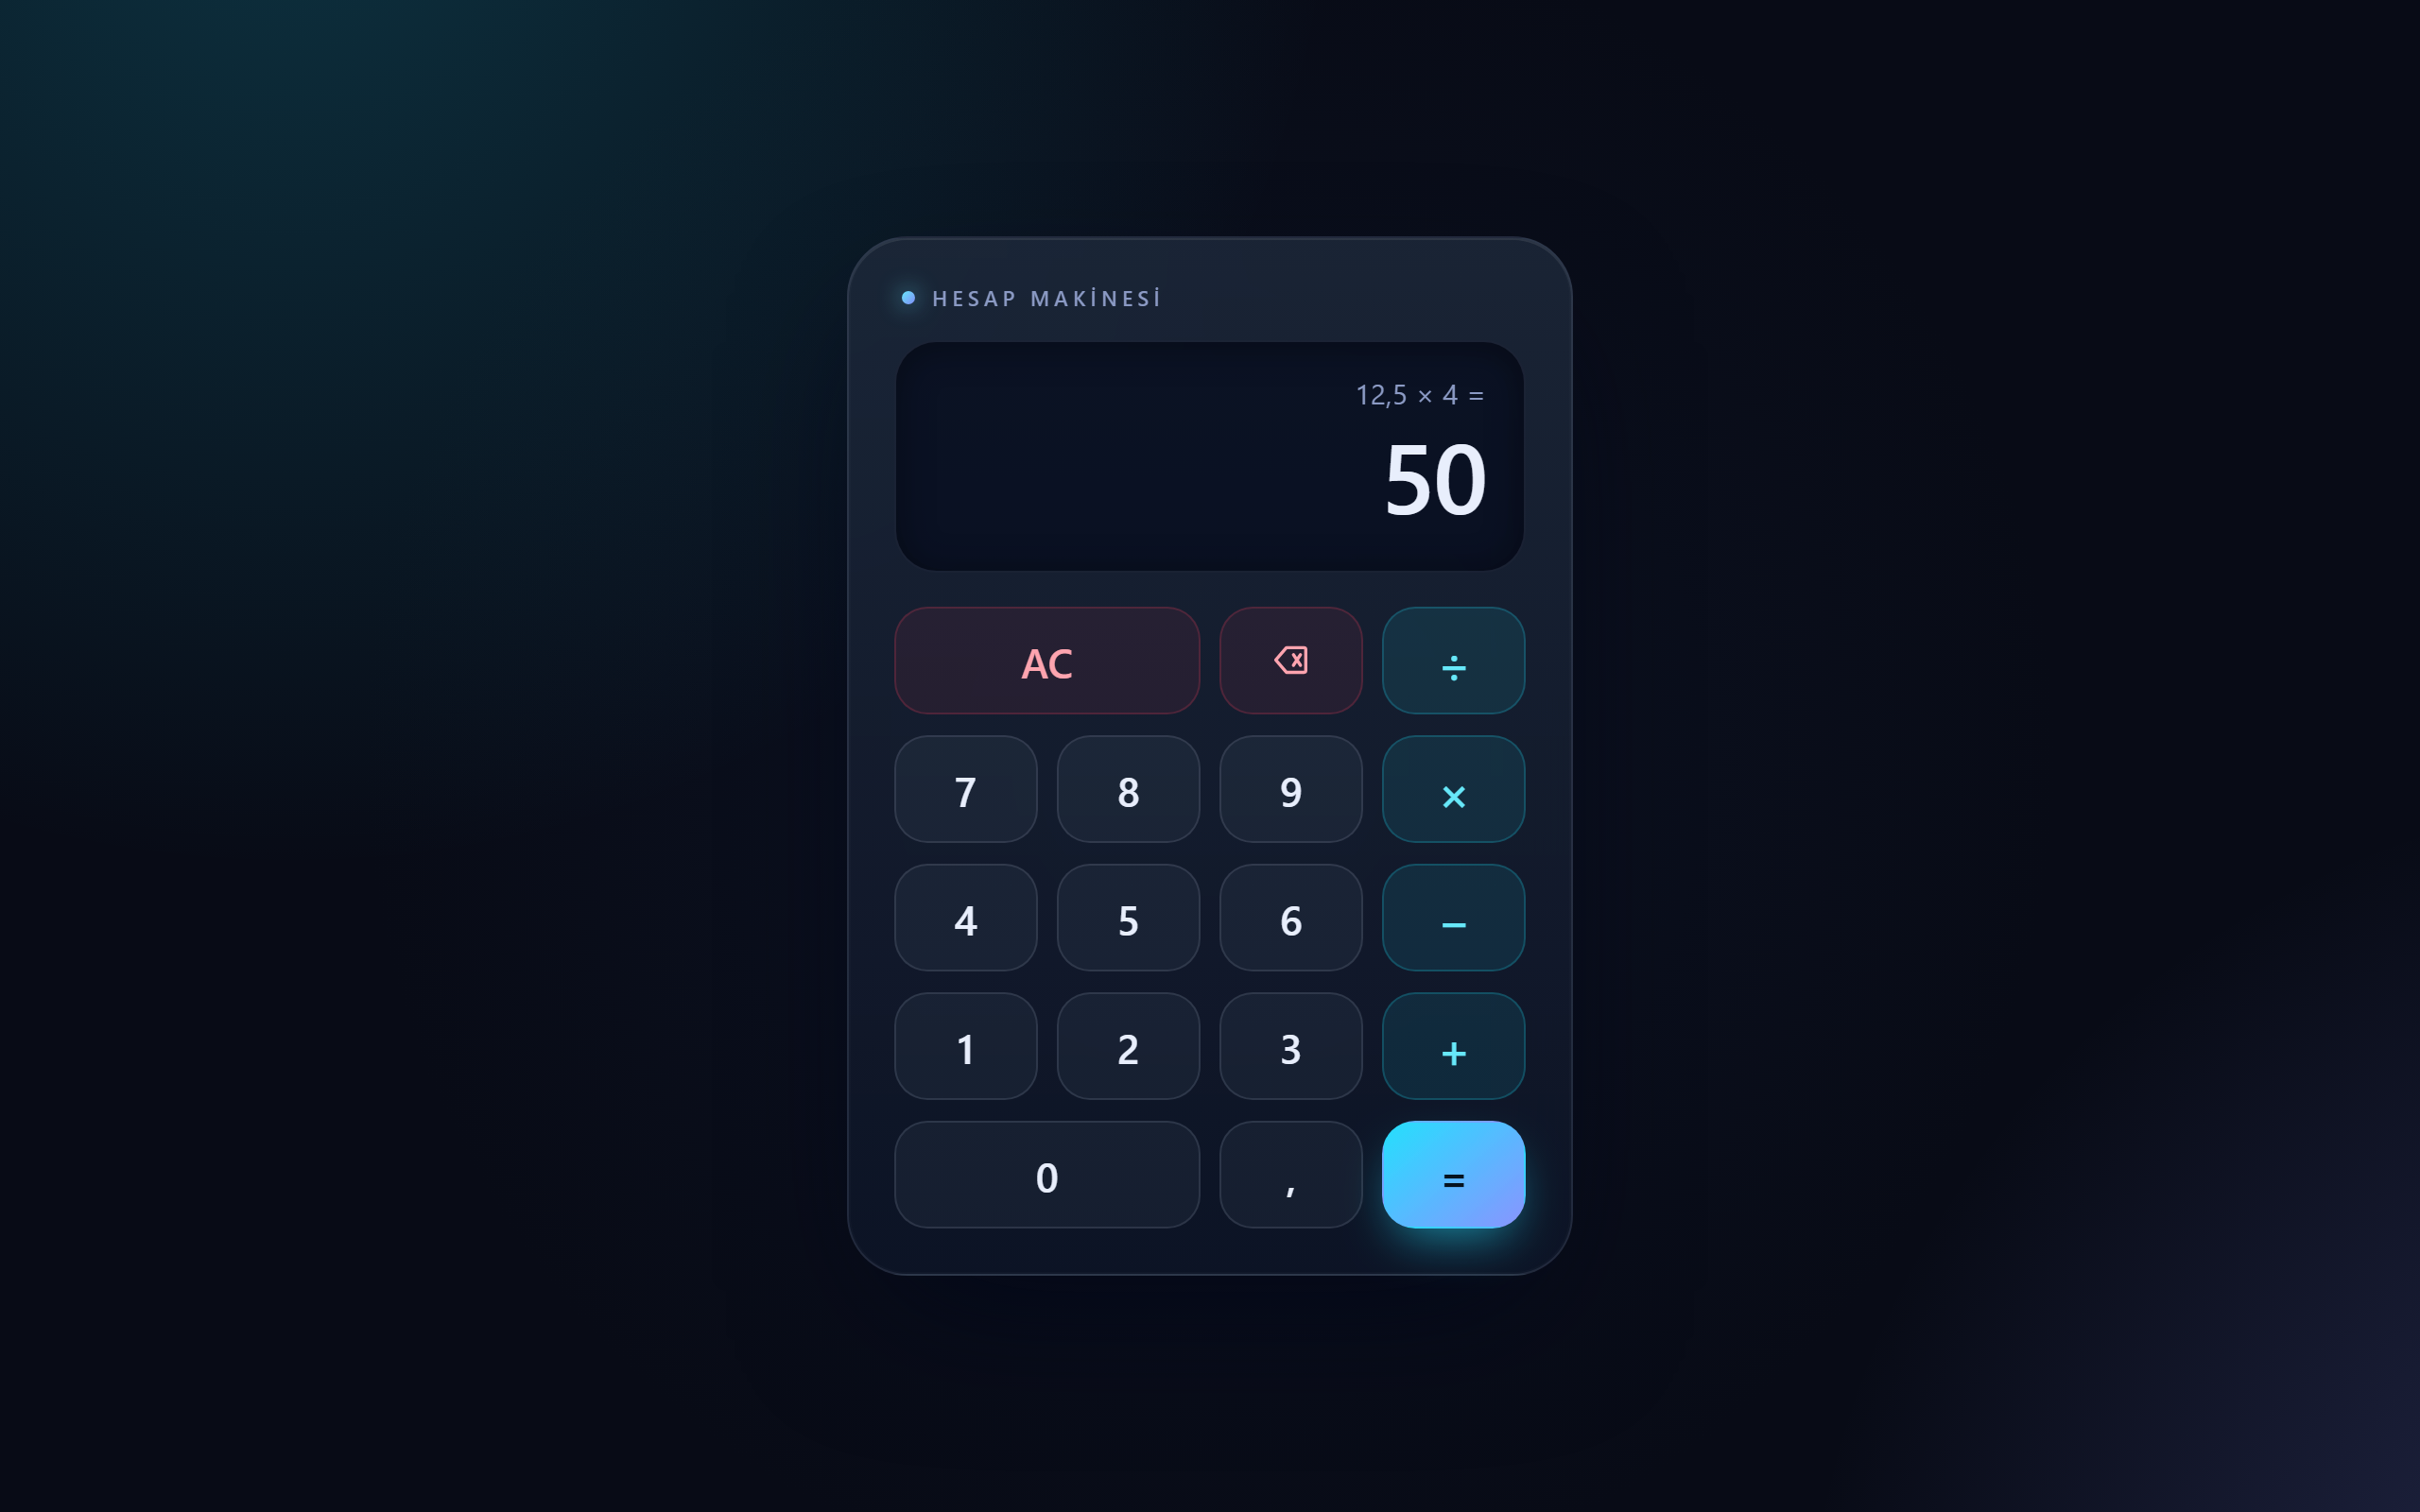 HESAP MAKİNESİ
12,5 × 4 =
50
AC ⌫ ÷
7 8 9 ×
4 5 6 −
1 2 3 +
0 , =